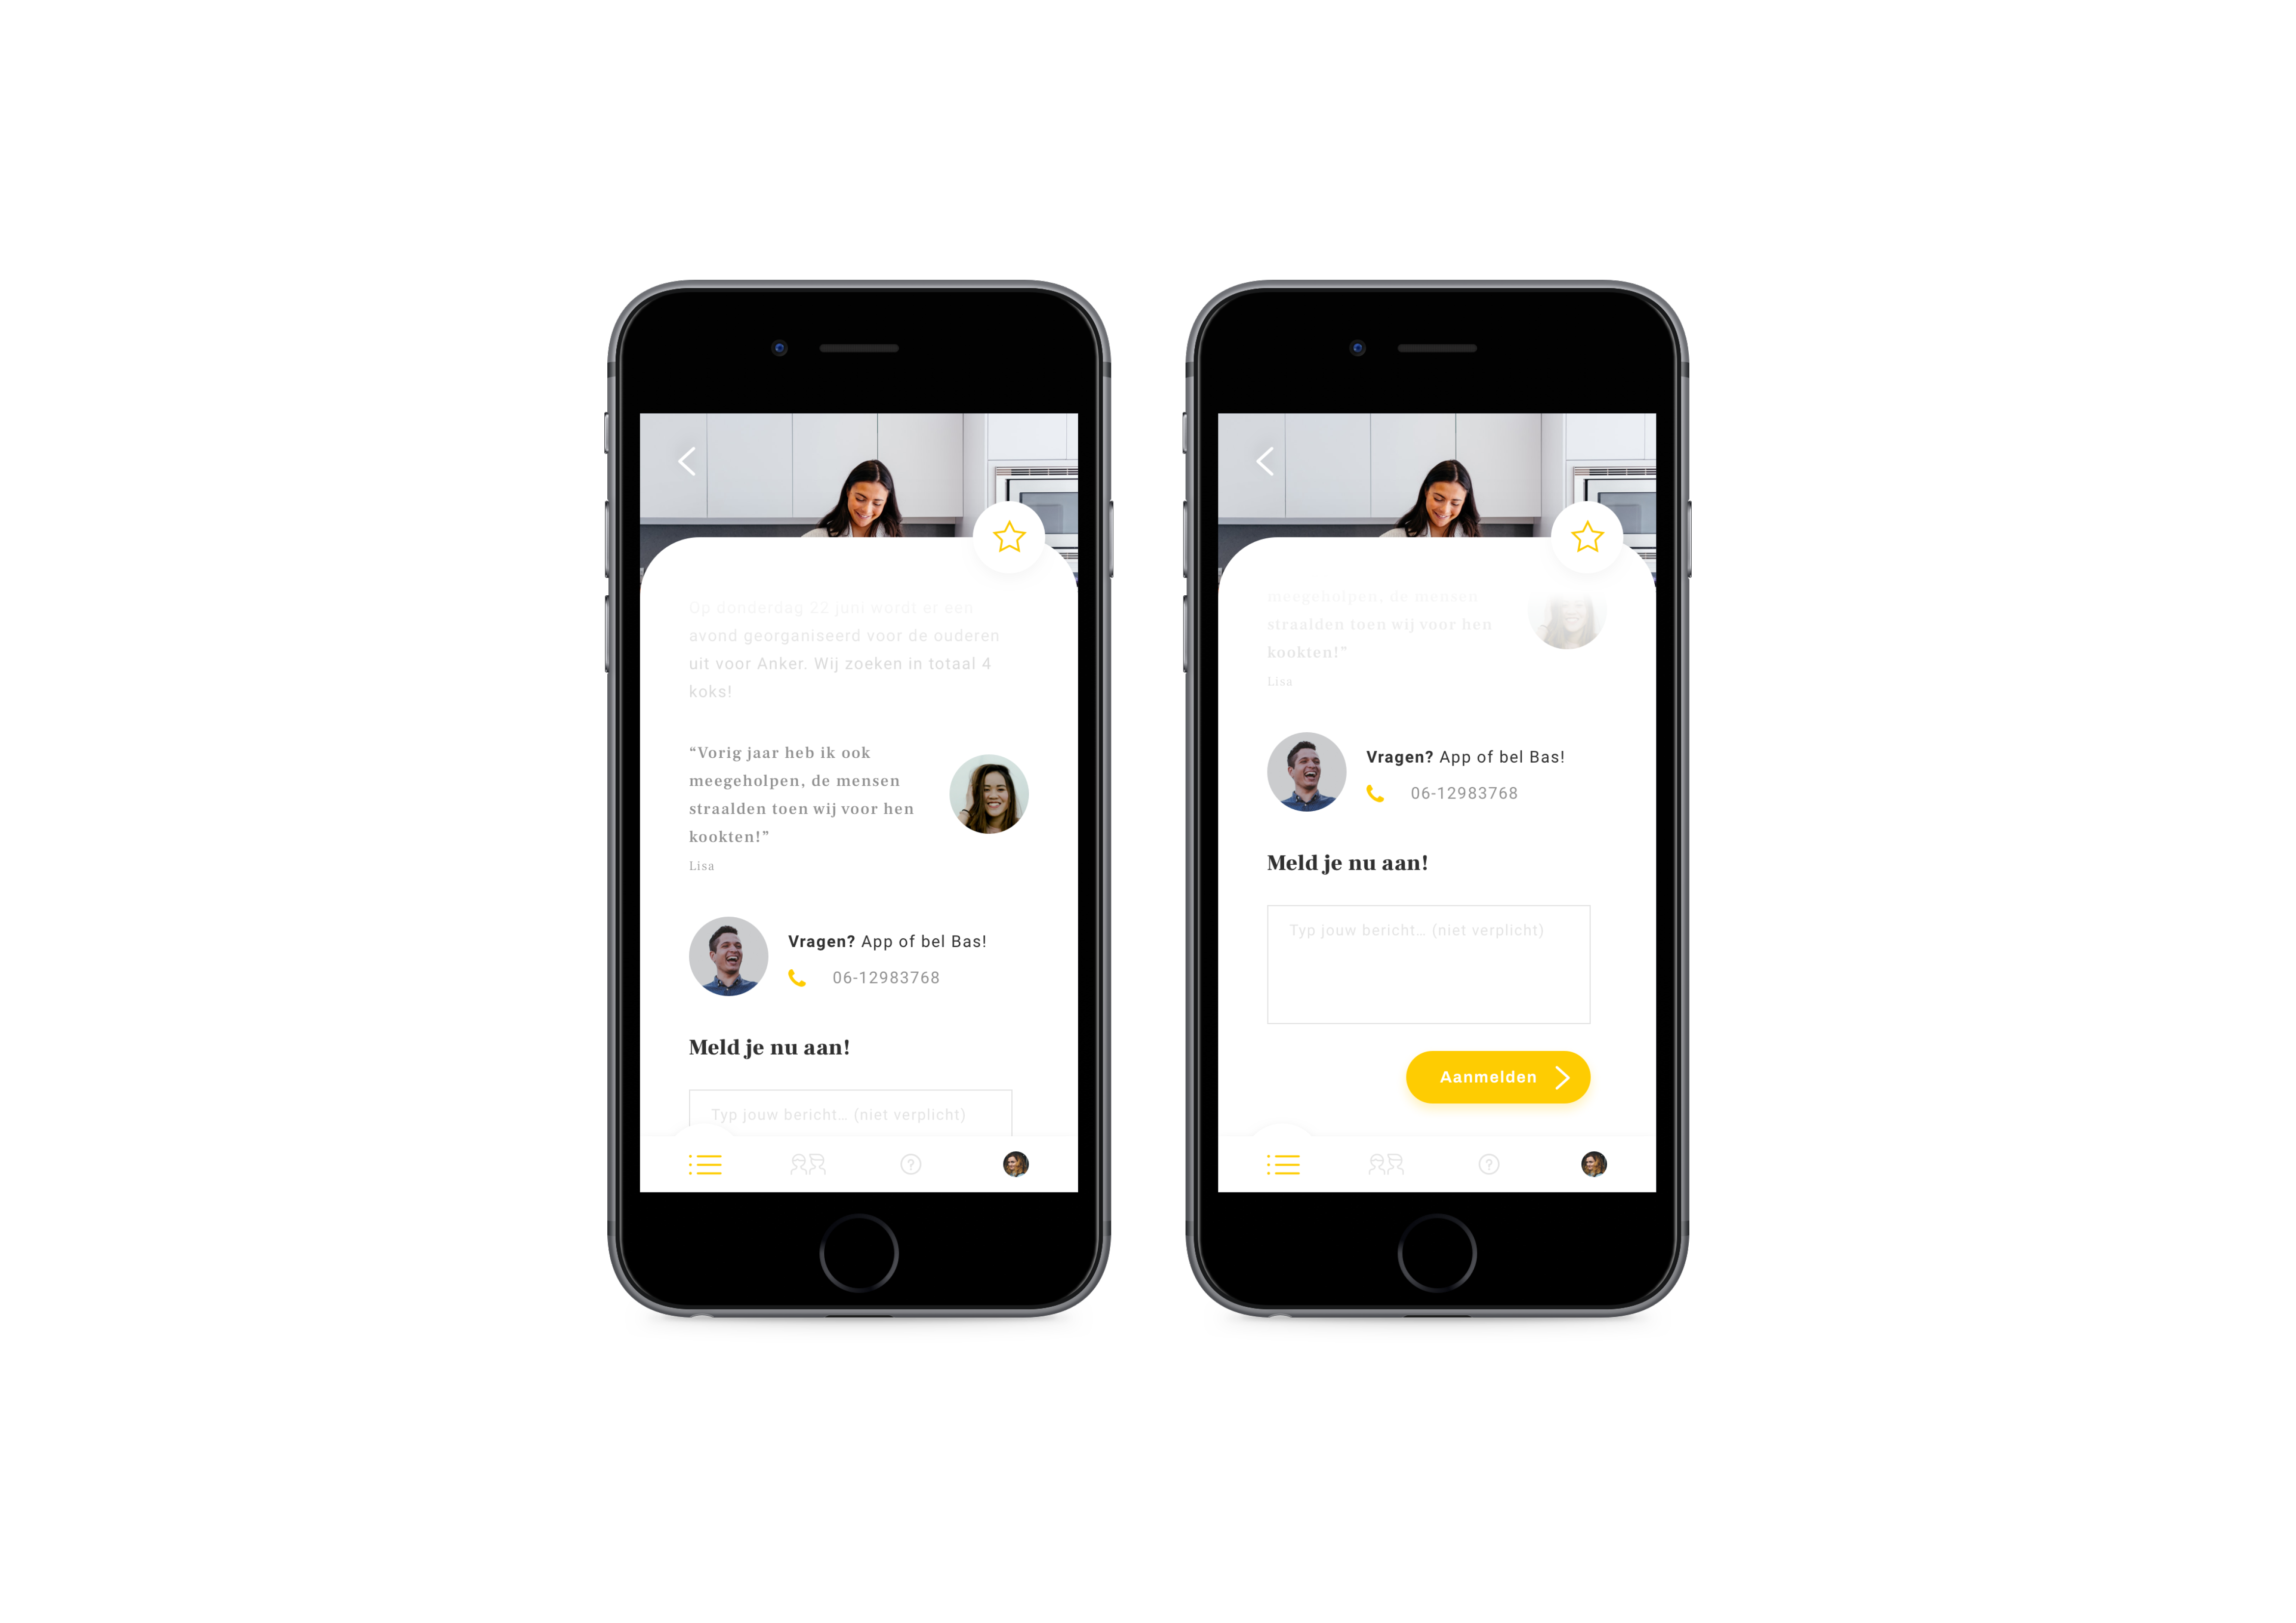 Op donderdag 22 juni wordt er een
avond georganiseerd voor de ouderen
uit voor Anker. Wij zoeken in totaal 4
koks!
“Vorig jaar heb ik ook
meegeholpen, de mensen
straalden toen wij voor hen
kookten!”
Lisa
Vragen? App of bel Bas!
06-12983768
Meld je nu aan!
Typ jouw bericht... (niet verplicht)
meegeholpen, de mensen
straalden toen wij voor hen
kookten!”
Lisa
Vragen? App of bel Bas!
06-12983768
Meld je nu aan!
Typ jouw bericht... (niet verplicht)
Aanmelden